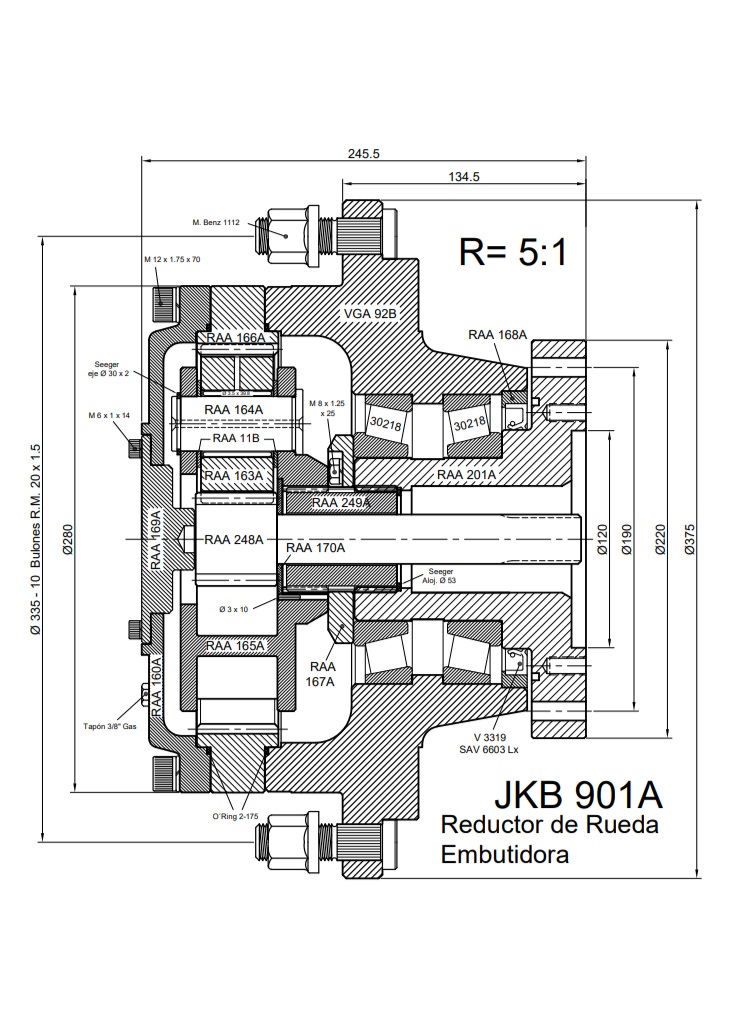 245.5
134.5
M. Benz 1112
R= 5:1
M 12 x 1.75 x 70
VGA 92B
RAA 166A
RAA 168A
Seeger
eje Ø 30 x 2
Ø 3.5 x 39.8
M 8 x 1.25
x 25
RAA 164A
30218
30218
M 6 x 1 x 14
RAA 11B
RAA 163A
RAA 201A
RAA 249A
Ø 335 - 10 Bulones R.M. 20 x 1.5
Ø280
RAA 169A
RAA 248A
RAA 170A
Ø120
Ø190
Ø220
Ø375
Seeger
Aloj. Ø 53
Ø 3 x 10
RAA 165A
RAA
167A
RAA 160A
Tapón 3/8" Gas
V 3319
SAV 6603 Lx
O´Ring 2-175
JKB 901A
Reductor de Rueda
Embutidora